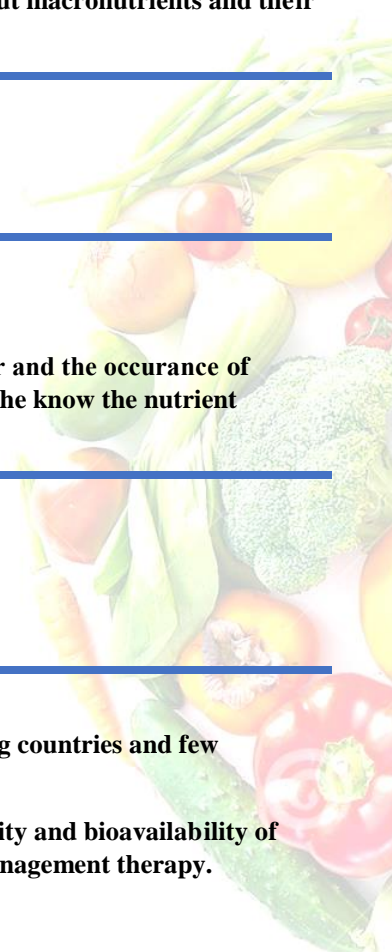 ut macronutrients and their
r and the occurance of
he know the nutrient
g countries and few
ity and bioavailability of
nagement therapy.